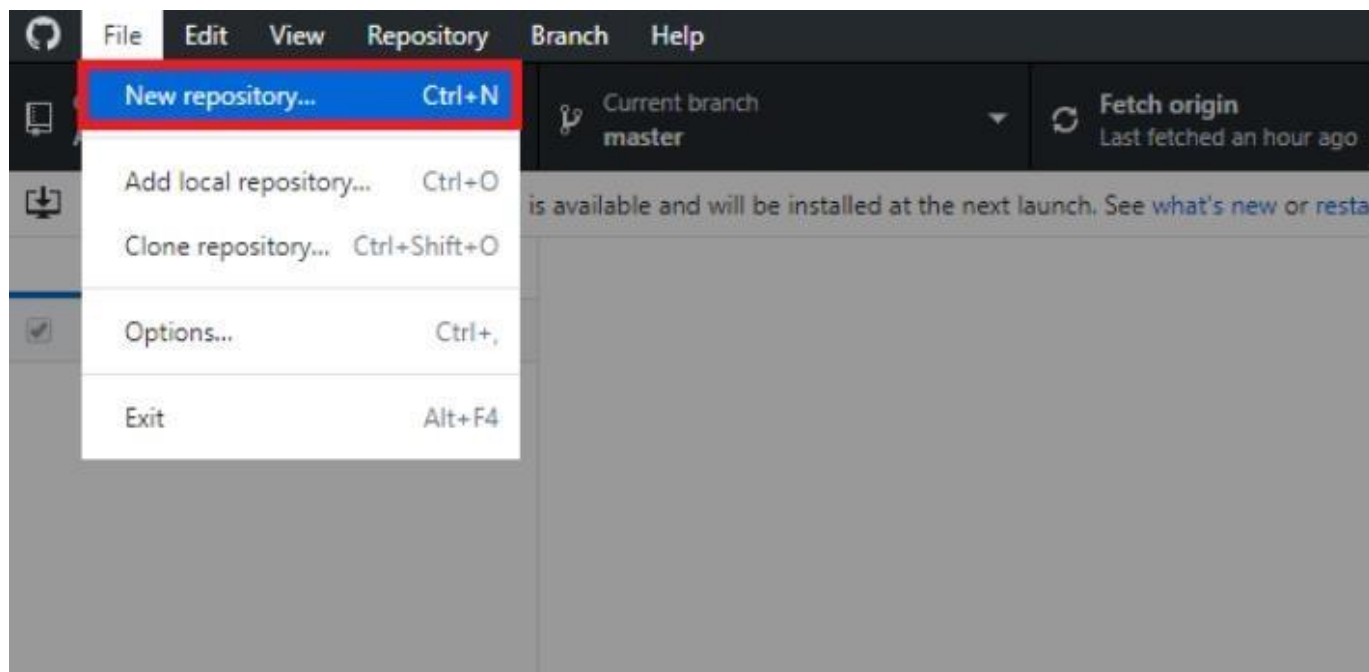 File Edit View Repository Branch Help
New repository... Ctrl+N
Current branch
master
Fetch origin
Last fetched an hour ago
Add local repository... Ctrl+O
is available and will be installed at the next launch. See what's new or resta
Clone repository... Ctrl+Shift+O
Options... Ctrl+,
Exit Alt+F4